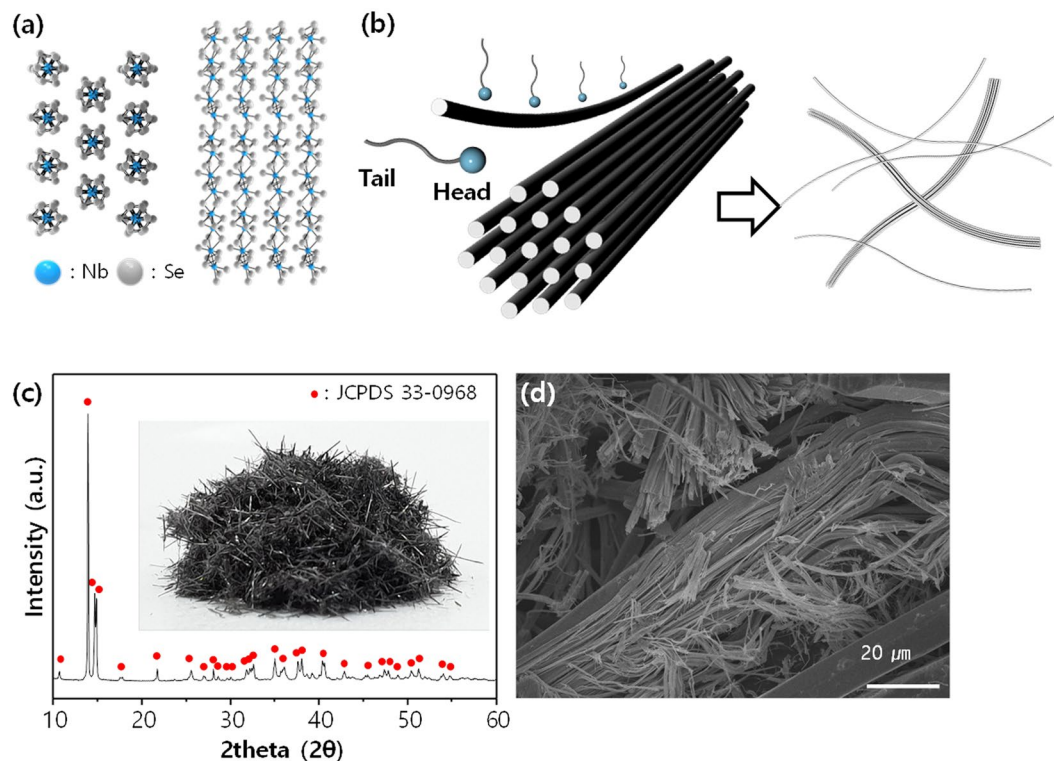 (a)
: Nb : Se
(b)
Tail
Head
(c)
: JCPDS 33-0968
Intensity (a.u.)
10 20 30 40 50 60
2theta (2θ)
(d)
20 ㎛